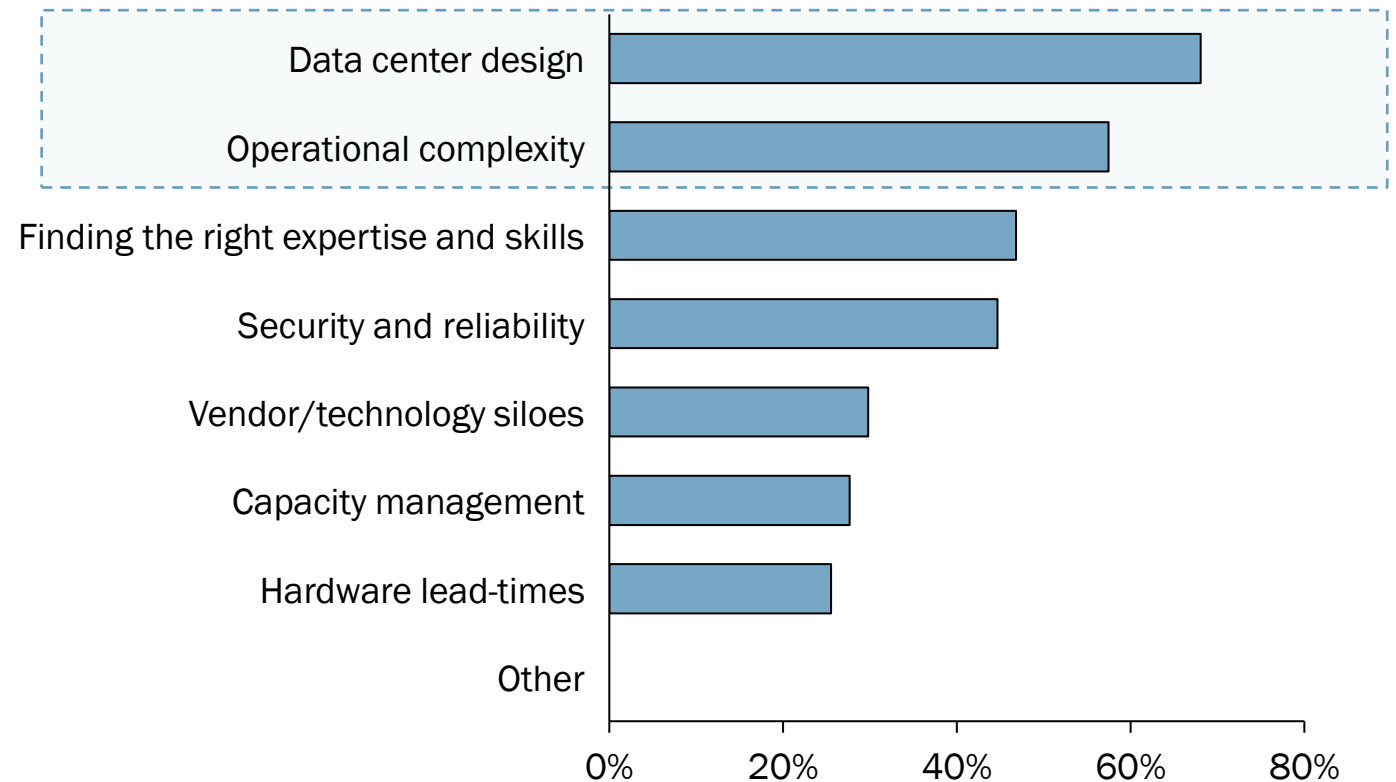 Data center design
Operational complexity
Finding the right expertise and skills
Security and reliability
Vendor/technology siloes
Capacity management
Hardware lead-times
Other
0% 20% 40% 60% 80%